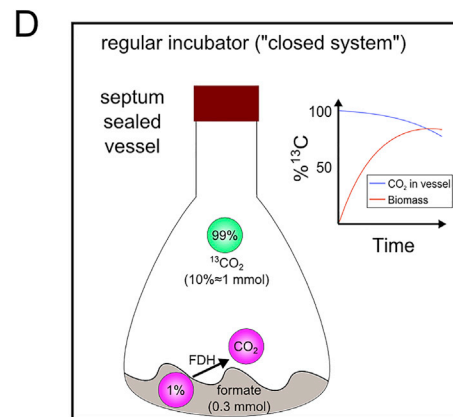 D
regular incubator ("closed system")
septum
sealed
vessel
100
50
%¹³C
CO₂ in vessel
Biomass
Time
99%
¹³CO₂
(10%≈1 mmol)
FDH
CO₂
1%
formate
(0.3 mmol)